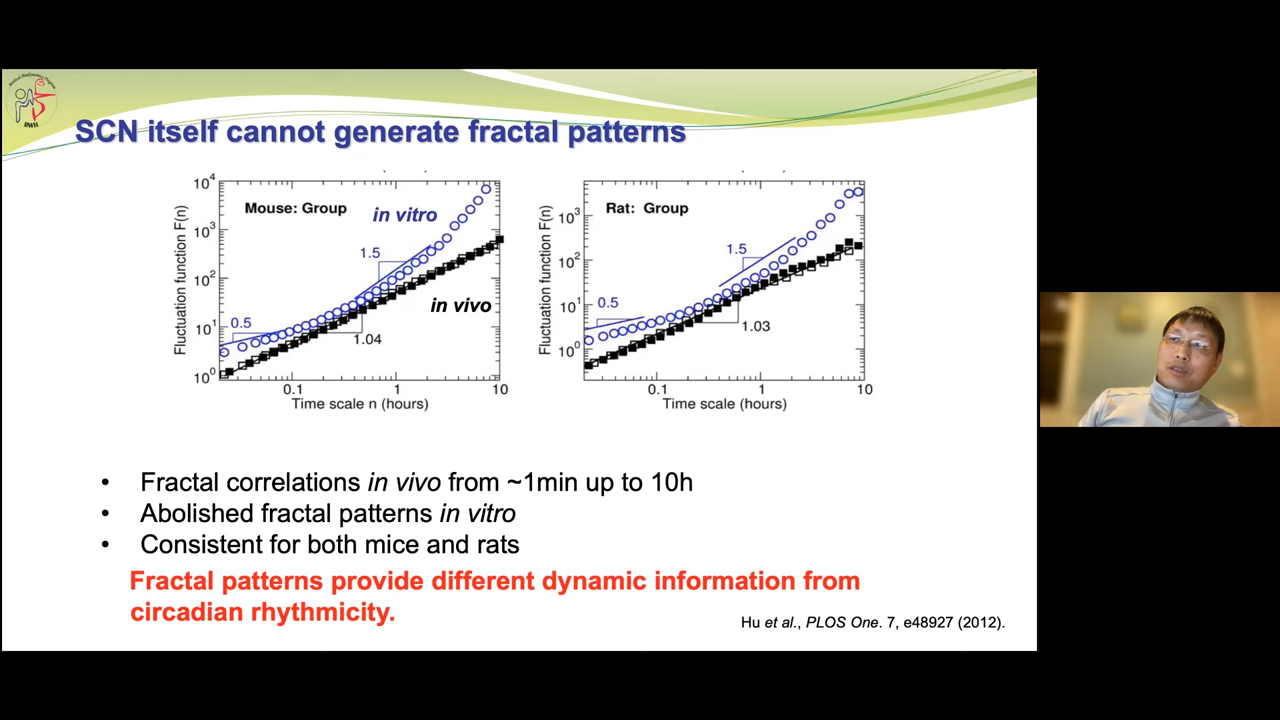 SCN itself cannot generate fractal patterns
Fluctuation function F(n)
10⁴
10³
10²
10¹
10⁰
Mouse: Group
in vitro
1.5
in vivo
0.5
1.04
0.1
1
10
Time scale n (hours)
Fluctuation function F(n)
10³
10²
10¹
10⁰
Rat: Group
1.5
0.5
1.03
0.1
1
10
Time scale (hours)
• Fractal correlations in vivo from ~1min up to 10h
• Abolished fractal patterns in vitro
• Consistent for both mice and rats
Fractal patterns provide different dynamic information from
circadian rhythmicity.
Hu et al., PLOS One. 7, e48927 (2012).